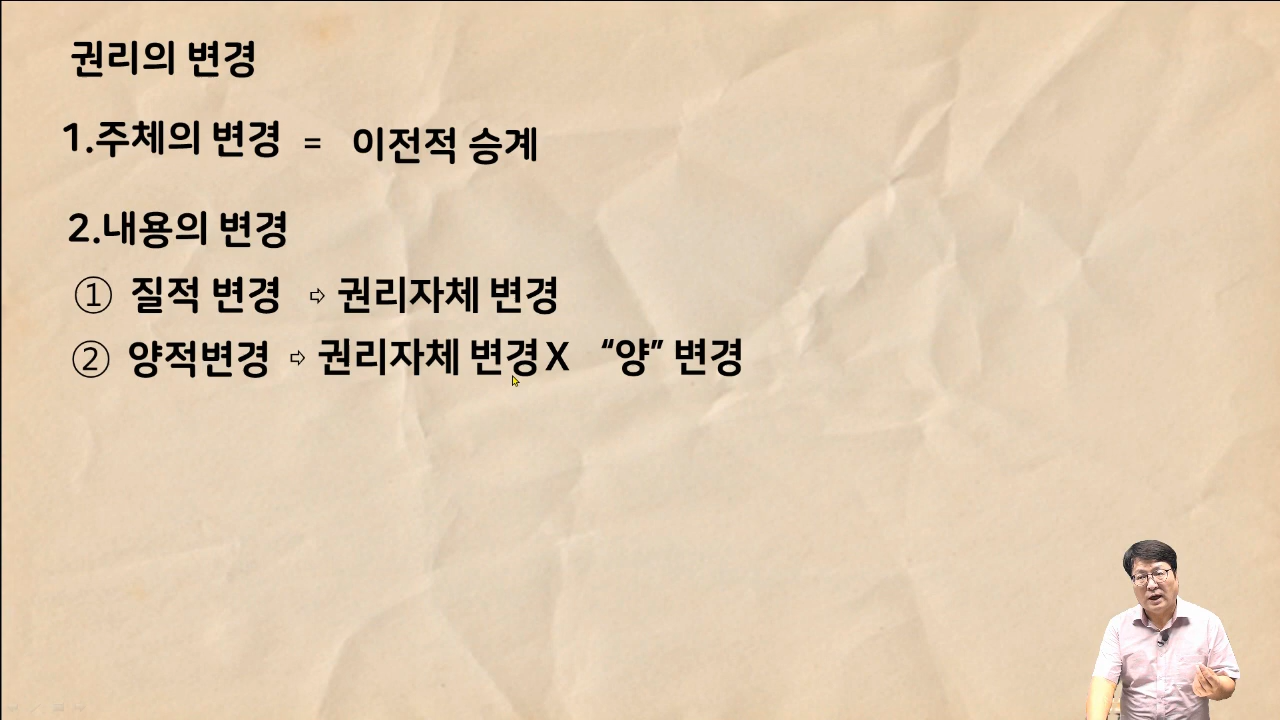 권리의 변경
1.주체의 변경 = 이전적 승계
2.내용의 변경
① 질적 변경 ⇨ 권리자체 변경
② 양적변경 ⇨ 권리자체 변경X “양” 변경